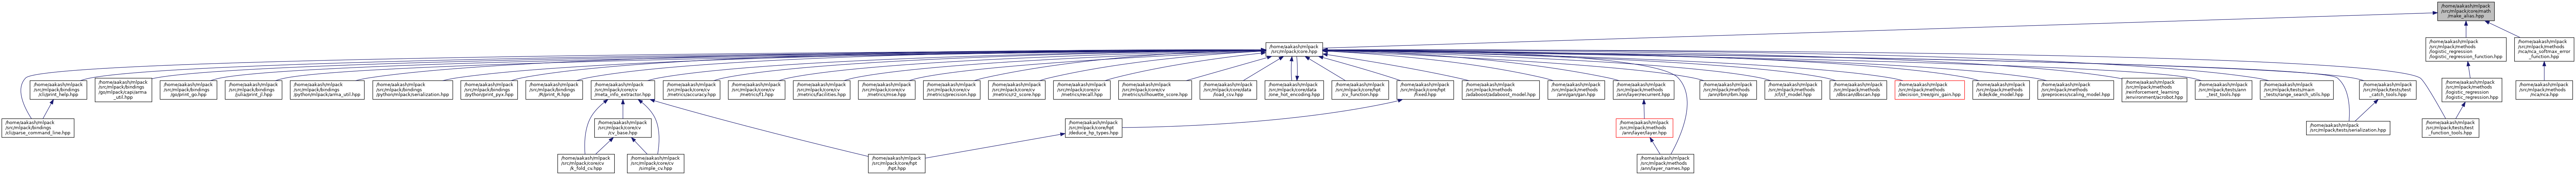 /home/aakash/mlpack
/src/mlpack/core/math
/make_alias.hpp
/home/aakash/mlpack
/src/mlpack/core.hpp
/home/aakash/mlpack
/src/mlpack/methods
/logistic_regression
/logistic_regression_function.hpp
/home/aakash/mlpack
/src/mlpack/methods
/nca/nca_softmax_error
_function.hpp
/home/aakash/mlpack
/src/mlpack/bindings
/cli/print_help.hpp
/home/aakash/mlpack
/src/mlpack/bindings
/go/mlpack/capi/arma
_util.hpp
/home/aakash/mlpack
/src/mlpack/bindings
/go/print_go.hpp
/home/aakash/mlpack
/src/mlpack/bindings
/julia/print_jl.hpp
/home/aakash/mlpack
/src/mlpack/bindings
/python/mlpack/arma_util.hpp
/home/aakash/mlpack
/src/mlpack/bindings
/python/mlpack/serialization.hpp
/home/aakash/mlpack
/src/mlpack/bindings
/python/print_pyx.hpp
/home/aakash/mlpack
/src/mlpack/bindings
/R/print_R.hpp
/home/aakash/mlpack
/src/mlpack/core/cv
/meta_info_extractor.hpp
/home/aakash/mlpack
/src/mlpack/core/cv
/metrics/accuracy.hpp
/home/aakash/mlpack
/src/mlpack/core/cv
/metrics/f1.hpp
/home/aakash/mlpack
/src/mlpack/core/cv
/metrics/facilities.hpp
/home/aakash/mlpack
/src/mlpack/core/cv
/metrics/mse.hpp
/home/aakash/mlpack
/src/mlpack/core/cv
/metrics/precision.hpp
/home/aakash/mlpack
/src/mlpack/core/cv
/metrics/r2_score.hpp
/home/aakash/mlpack
/src/mlpack/core/cv
/metrics/recall.hpp
/home/aakash/mlpack
/src/mlpack/core/cv
/metrics/silhouette_score.hpp
/home/aakash/mlpack
/src/mlpack/core/data
/load_csv.hpp
/home/aakash/mlpack
/src/mlpack/core/data
/one_hot_encoding.hpp
/home/aakash/mlpack
/src/mlpack/core/hpt
/cv_function.hpp
/home/aakash/mlpack
/src/mlpack/core/hpt
/fixed.hpp
/home/aakash/mlpack
/src/mlpack/methods
/adaboost/adaboost_model.hpp
/home/aakash/mlpack
/src/mlpack/methods
/ann/gan/gan.hpp
/home/aakash/mlpack
/src/mlpack/methods
/ann/layer/recurrent.hpp
/home/aakash/mlpack
/src/mlpack/methods
/ann/rbm/rbm.hpp
/home/aakash/mlpack
/src/mlpack/methods
/cf/cf_model.hpp
/home/aakash/mlpack
/src/mlpack/methods
/dbscan/dbscan.hpp
/home/aakash/mlpack
/src/mlpack/methods
/decision_tree/gini_gain.hpp
/home/aakash/mlpack
/src/mlpack/methods
/kde/kde_model.hpp
/home/aakash/mlpack
/src/mlpack/methods
/preprocess/scaling_model.hpp
/home/aakash/mlpack
/src/mlpack/methods
/reinforcement_learning
/environment/acrobot.hpp
/home/aakash/mlpack
/src/mlpack/tests/ann
_test_tools.hpp
/home/aakash/mlpack
/src/mlpack/tests/main
_tests/range_search_utils.hpp
/home/aakash/mlpack
/src/mlpack/tests/test
_catch_tools.hpp
/home/aakash/mlpack
/src/mlpack/methods
/logistic_regression
/logistic_regression.hpp
/home/aakash/mlpack
/src/mlpack/methods
/nca/nca.hpp
/home/aakash/mlpack
/src/mlpack/bindings
/cli/parse_command_line.hpp
/home/aakash/mlpack
/src/mlpack/core/cv
/cv_base.hpp
/home/aakash/mlpack
/src/mlpack/core/hpt
/deduce_hp_types.hpp
/home/aakash/mlpack
/src/mlpack/methods
/ann/layer/layer.hpp
/home/aakash/mlpack
/src/mlpack/tests/serialization.hpp
/home/aakash/mlpack
/src/mlpack/tests/test
_function_tools.hpp
/home/aakash/mlpack
/src/mlpack/core/cv
/k_fold_cv.hpp
/home/aakash/mlpack
/src/mlpack/core/cv
/simple_cv.hpp
/home/aakash/mlpack
/src/mlpack/core/hpt
/hpt.hpp
/home/aakash/mlpack
/src/mlpack/methods
/ann/layer_names.hpp